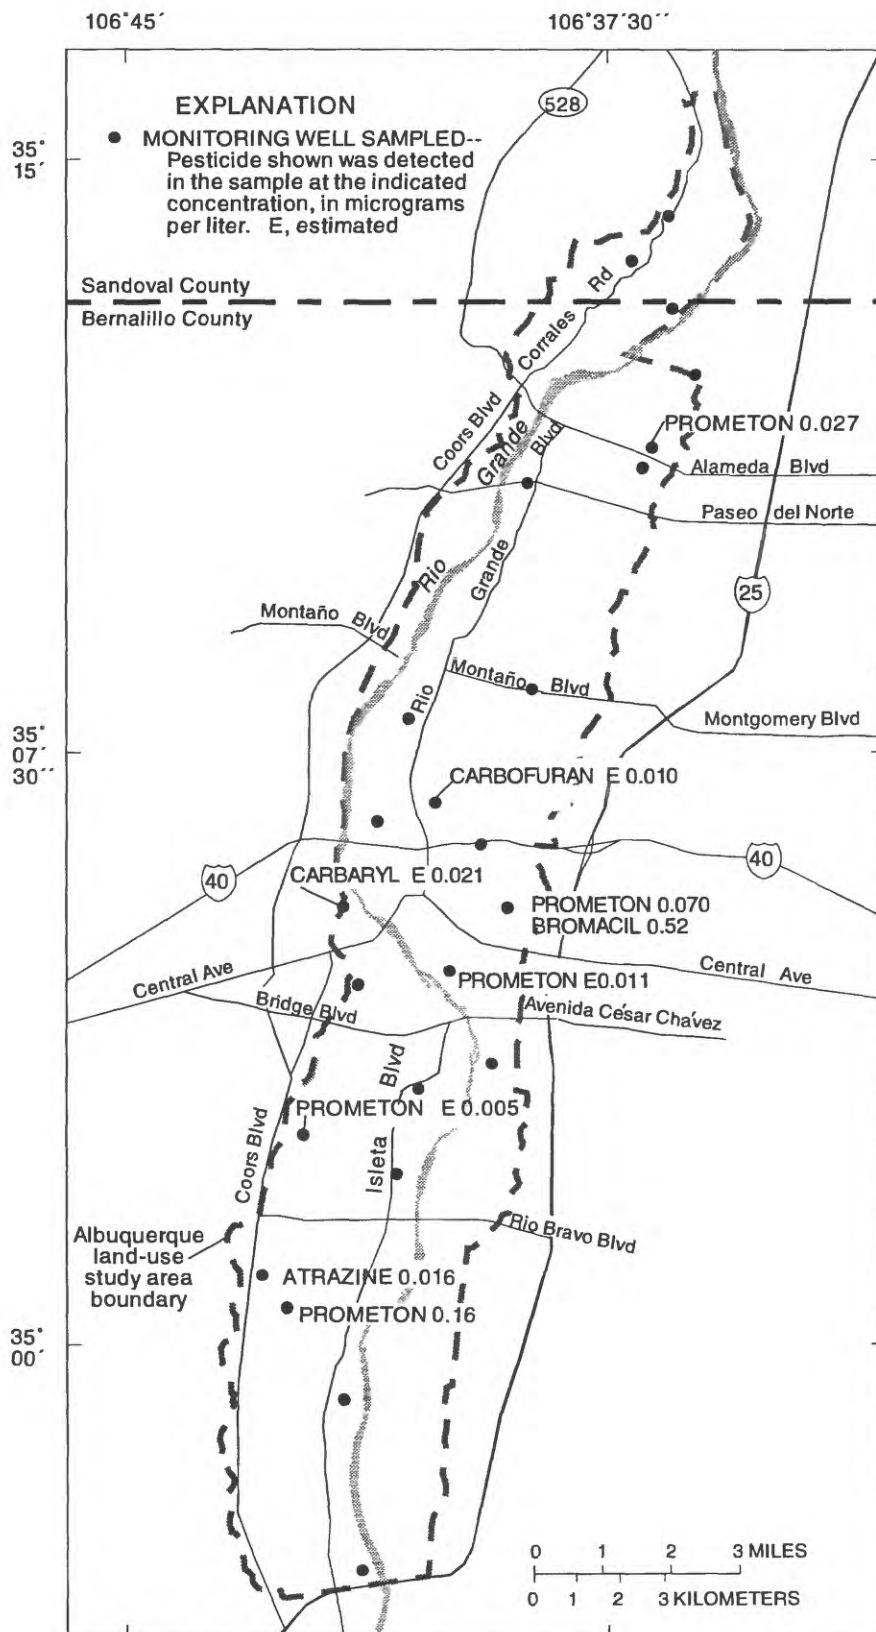 106°45′
106°37′30″
EXPLANATION
MONITORING WELL SAMPLED--
Pesticide shown was detected
in the sample at the indicated
concentration, in micrograms
per liter. E, estimated
528
35°
15′
Sandoval County
Bernalillo County
Corrales Rd
Coors Blvd
Rio Grande
Rio Grande Blvd
PROMETON 0.027
Alameda Blvd
Paseo del Norte
25
Montaño Blvd
Montaño Blvd
Montgomery Blvd
35°
07′
30″
CARBOFURAN E 0.010
40
40
CARBARYL E 0.021
PROMETON 0.070
BROMACIL 0.52
Central Ave
Central Ave
PROMETON E0.011
Bridge Blvd
Avenida César Chávez
PROMETON E 0.005
Coors Blvd
Isleta Blvd
Rio Bravo Blvd
Albuquerque
land-use
study area
boundary
ATRAZINE 0.016
PROMETON 0.16
35°
00′
0 1 2 3 MILES
0 1 2 3 KILOMETERS